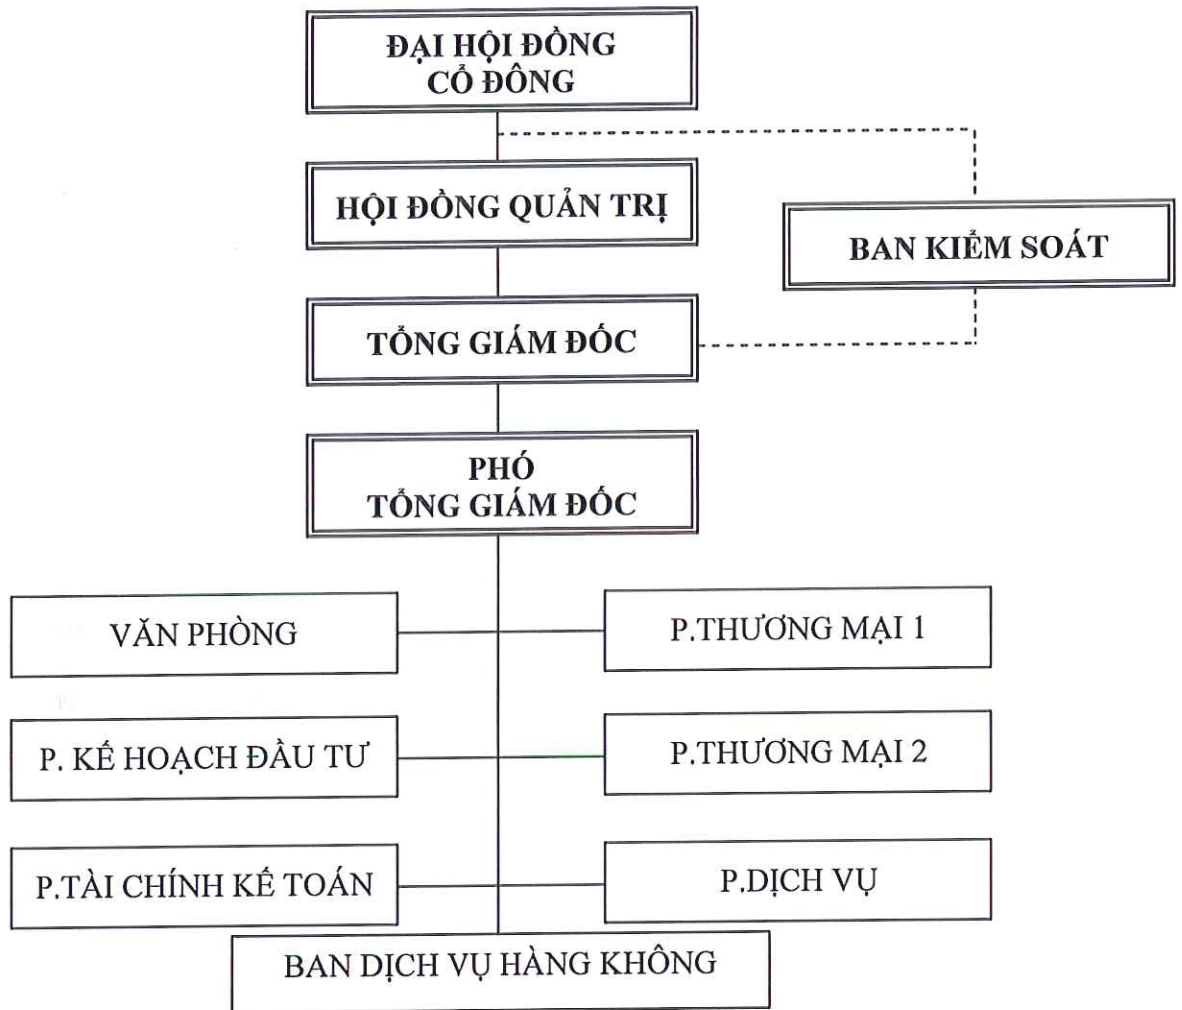 ĐẠI HỘI ĐỒNG
CỔ ĐÔNG
HỘI ĐỒNG QUẢN TRỊ
BAN KIỂM SOÁT
TỔNG GIÁM ĐỐC
PHÓ
TỔNG GIÁM ĐỐC
VĂN PHÒNG
P.THƯƠNG MẠI 1
P. KẾ HOẠCH ĐẦU TƯ
P.THƯƠNG MẠI 2
P.TÀI CHÍNH KẾ TOÁN
P.DỊCH VỤ
BAN DỊCH VỤ HÀNG KHÔNG